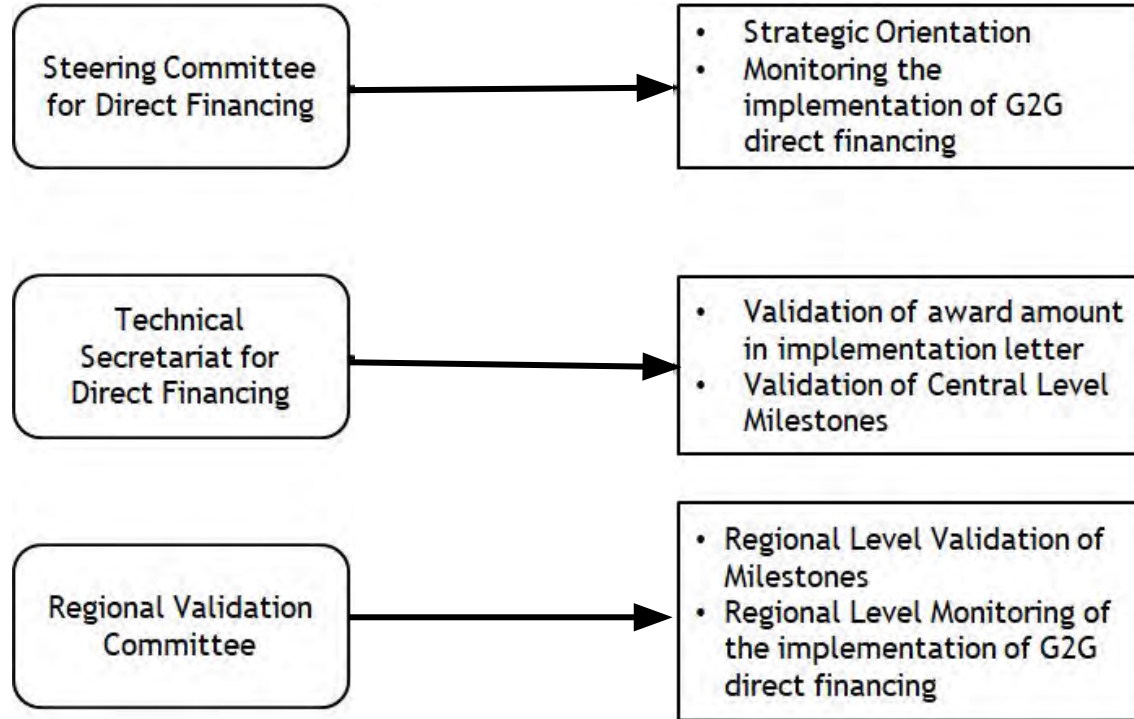 Steering Committee
for Direct Financing
• Strategic Orientation
• Monitoring the
implementation of G2G
direct financing
Technical
Secretariat for
Direct Financing
• Validation of award amount
in implementation letter
• Validation of Central Level
Milestones
Regional Validation
Committee
• Regional Level Validation of
Milestones
• Regional Level Monitoring of
the implementation of G2G
direct financing